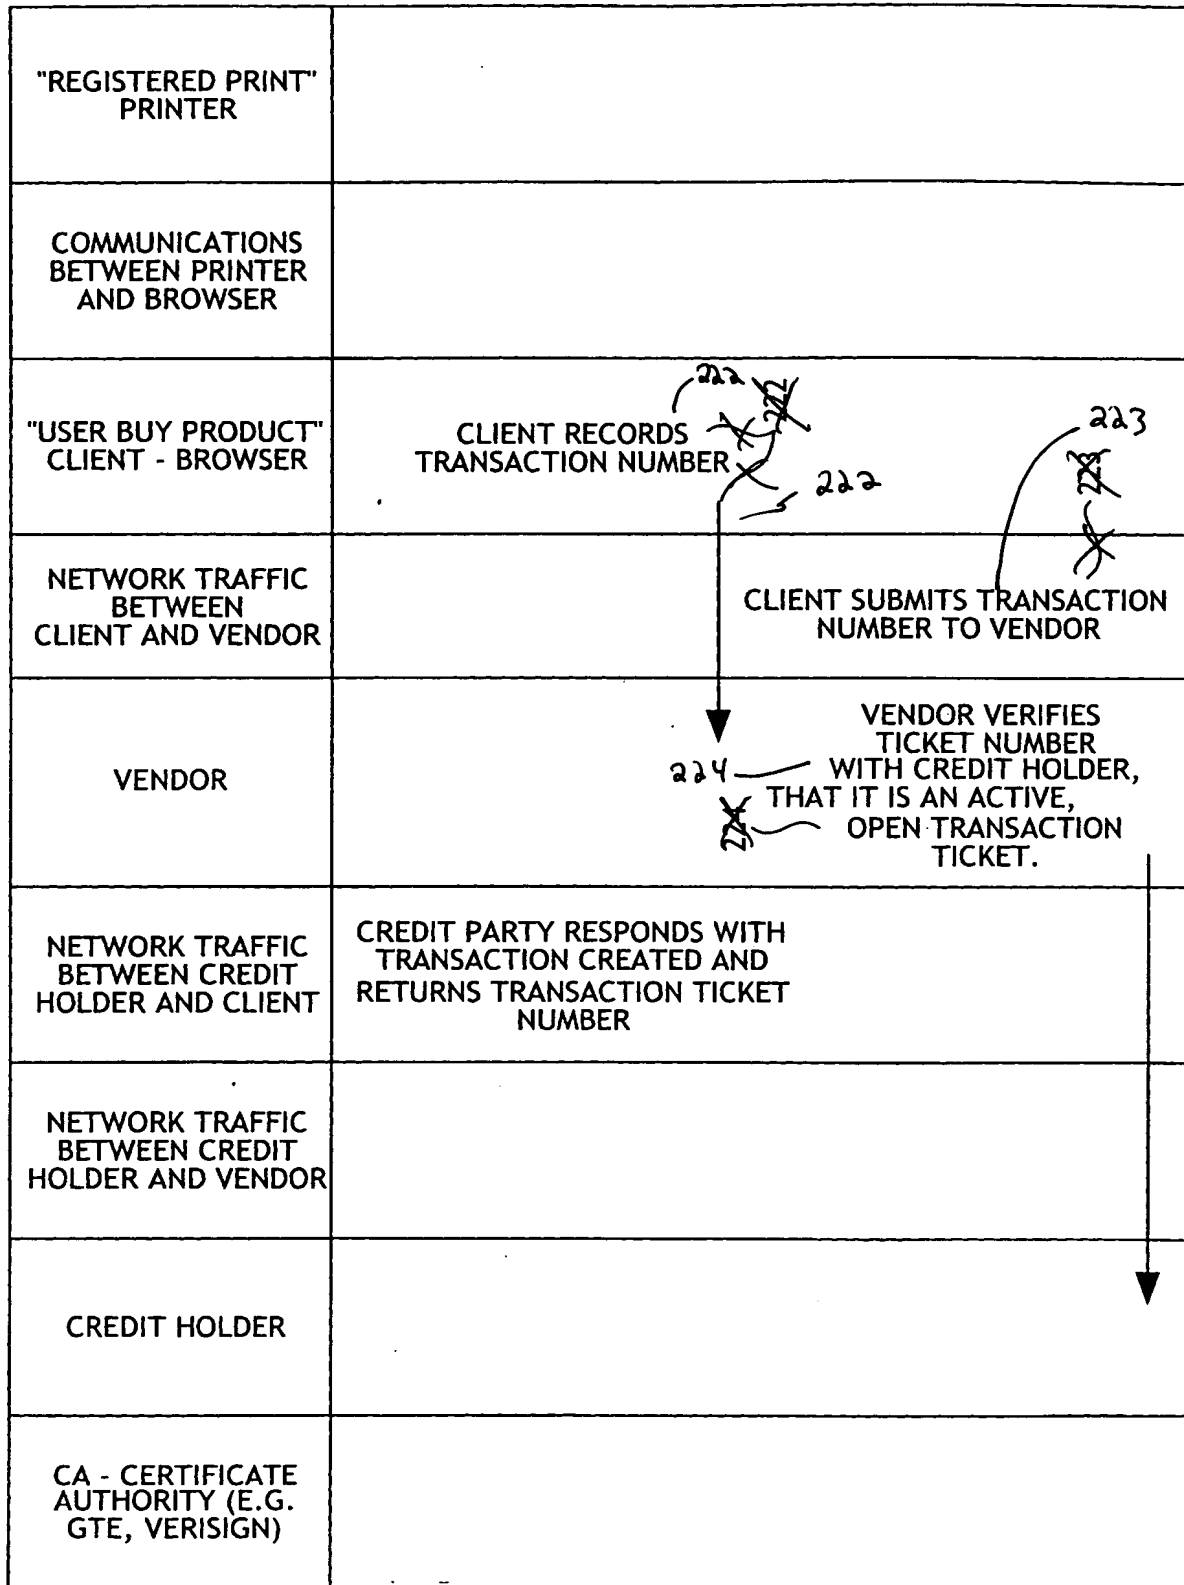 "REGISTERED PRINT"
PRINTER
COMMUNICATIONS
BETWEEN PRINTER
AND BROWSER
"USER BUY PRODUCT"
CLIENT - BROWSER
222
222
CLIENT RECORDS
TRANSACTION NUMBER
222
223
223
NETWORK TRAFFIC
BETWEEN
CLIENT AND VENDOR
CLIENT SUBMITS TRANSACTION
NUMBER TO VENDOR
VENDOR
VENDOR VERIFIES
TICKET NUMBER
224
WITH CREDIT HOLDER,
THAT IT IS AN ACTIVE,
224
OPEN TRANSACTION
TICKET.
NETWORK TRAFFIC
BETWEEN CREDIT
HOLDER AND CLIENT
CREDIT PARTY RESPONDS WITH
TRANSACTION CREATED AND
RETURNS TRANSACTION TICKET
NUMBER
NETWORK TRAFFIC
BETWEEN CREDIT
HOLDER AND VENDOR
CREDIT HOLDER
CA - CERTIFICATE
AUTHORITY (E.G.
GTE, VERISIGN)